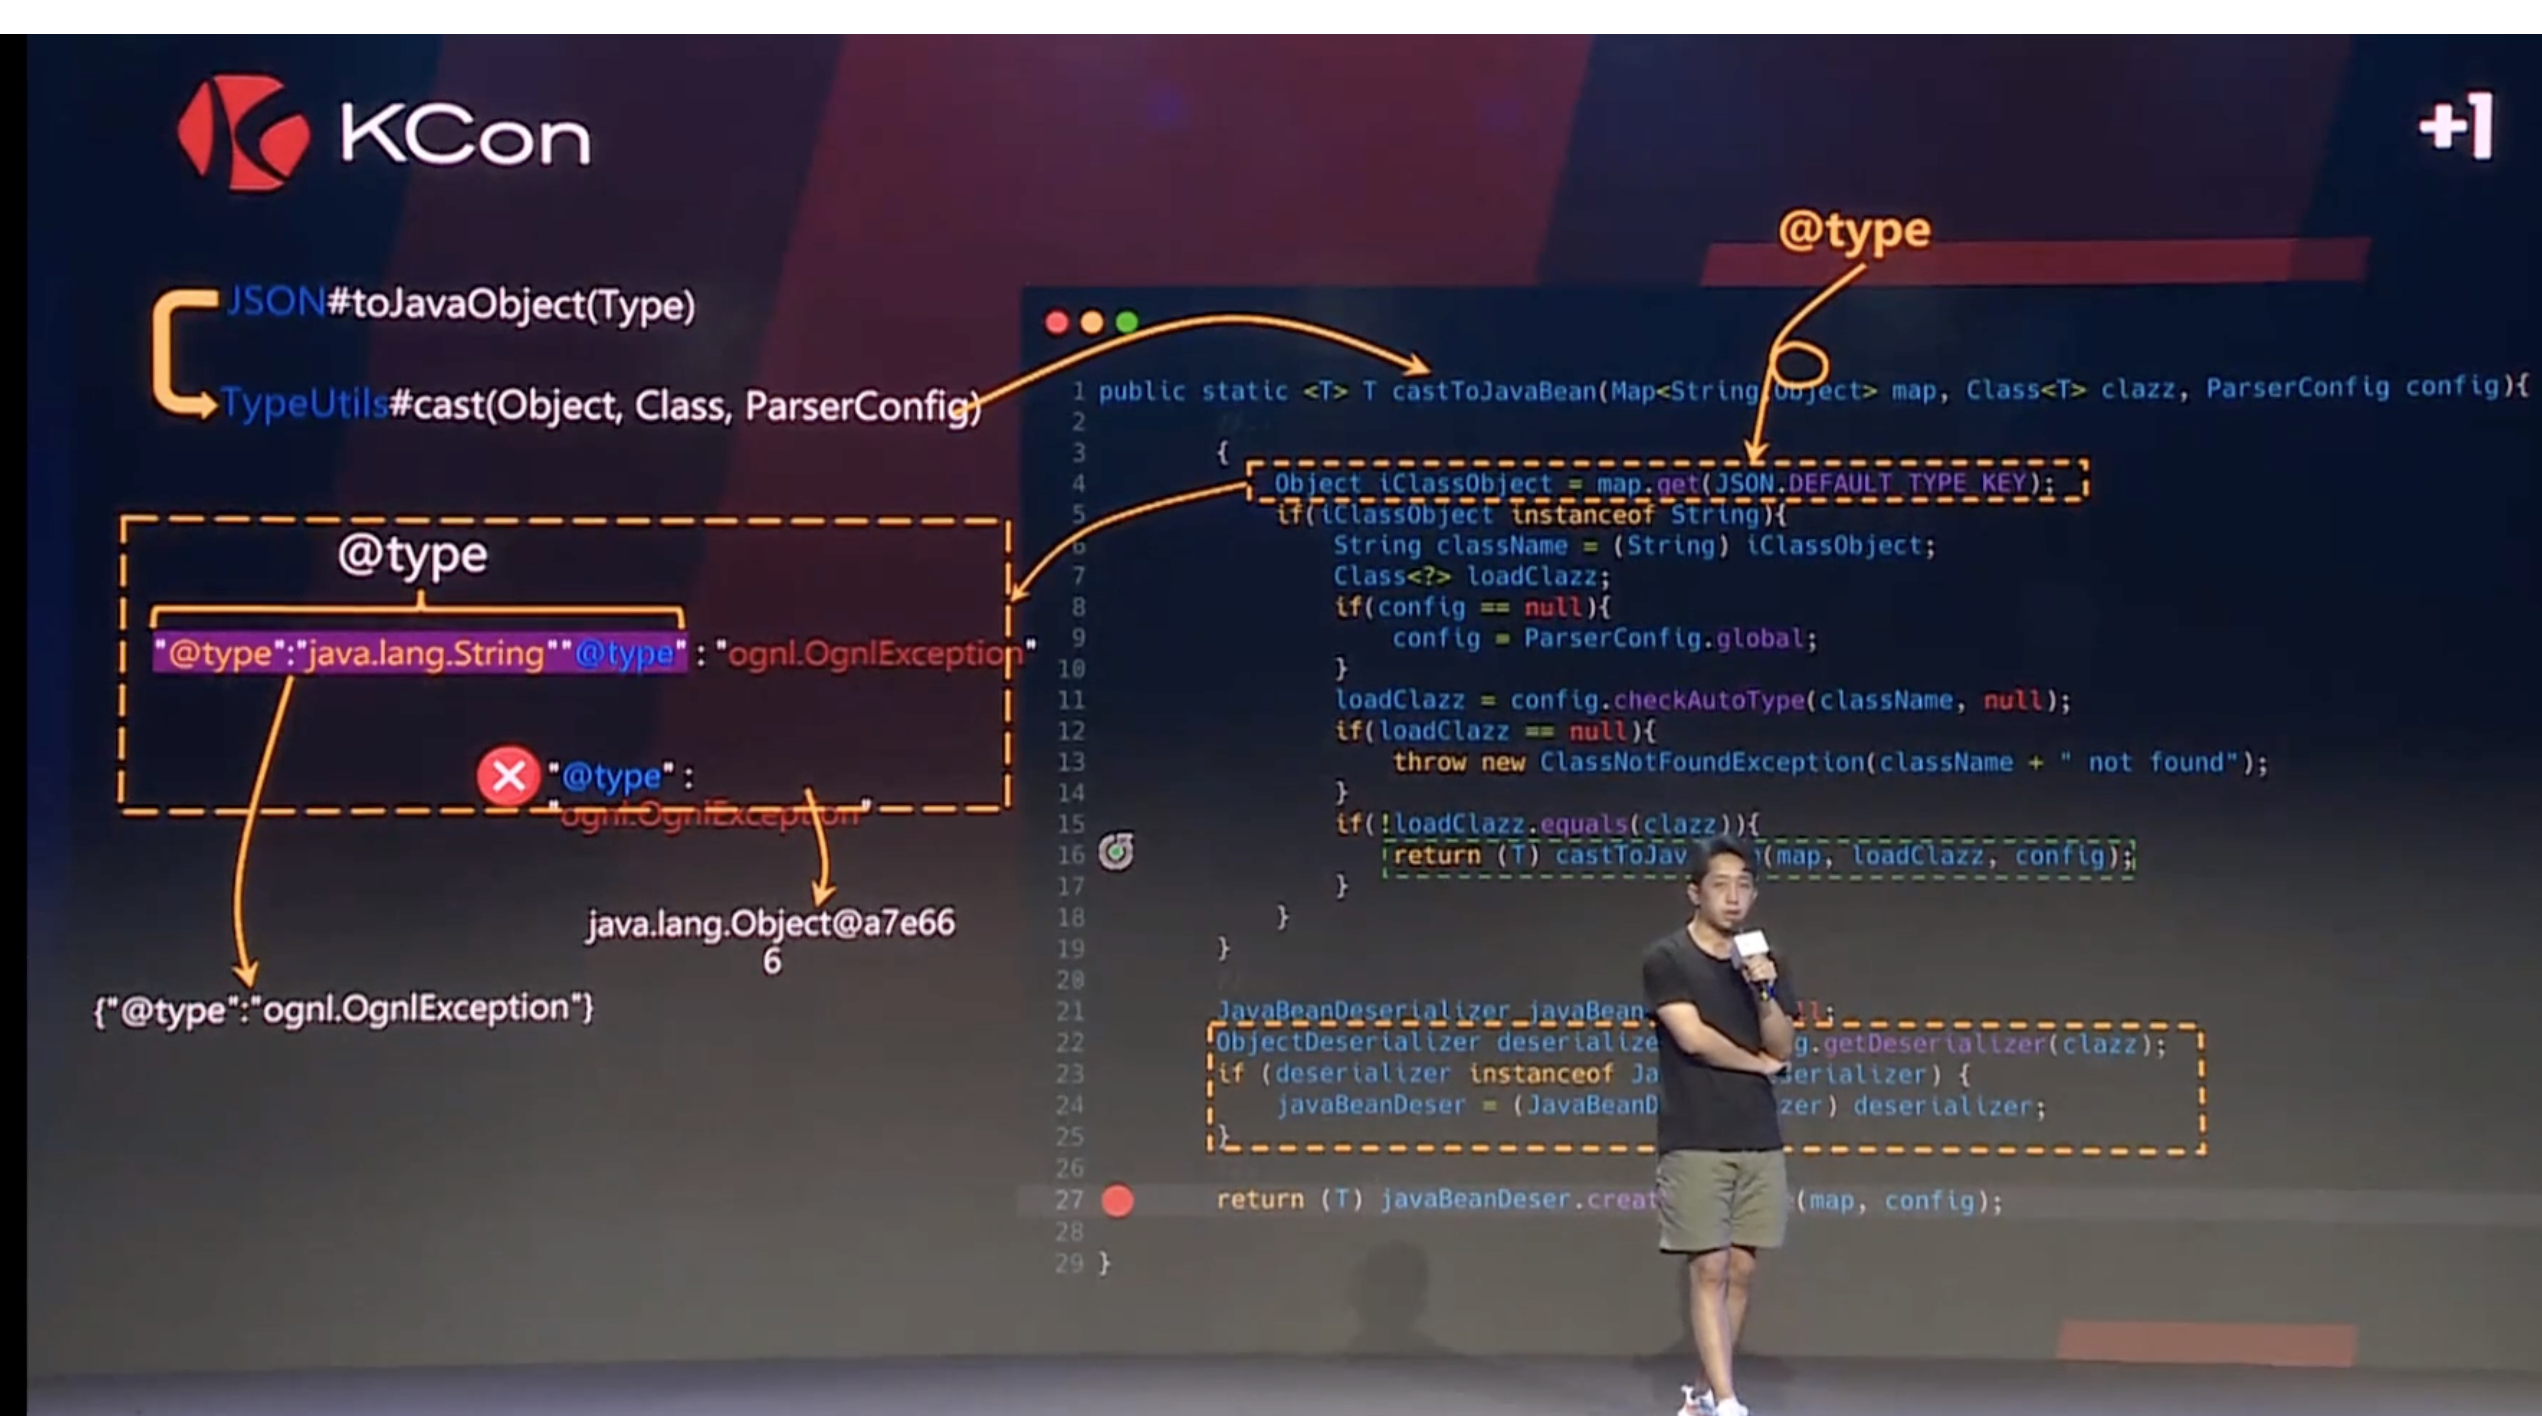 KCon
+1
@type
JSON#toJavaObject(Type)
TypeUtils#cast(Object, Class, ParserConfig)
@type
"@type":"java.lang.String""@type" : "ognl.OgnlException"
"@type" :
"ognl.OgnlException"
java.lang.Object@a7e66
6
{"@type":"ognl.OgnlException"}
1 public static <T> T castToJavaBean(Map<String,Object> map, Class<T> clazz, ParserConfig config){
2
3 {
4 Object iClassObject = map.get(JSON.DEFAULT_TYPE_KEY);
5 if(iClassObject instanceof String){
6 String className = (String) iClassObject;
7 Class<?> loadClazz;
8 if(config == null){
9 config = ParserConfig.global;
10 }
11 loadClazz = config.checkAutoType(className, null);
12 if(loadClazz == null){
13 throw new ClassNotFoundException(className + " not found");
14 }
15 if(!loadClazz.equals(clazz)){
16 return (T) castToJav (map, loadClazz, config);
17 }
18 }
19 }
20
21 JavaBeanDeserializer javaBean ll;
22 ObjectDeserializer deserialize g.getDeserializer(clazz);
23 if (deserializer instanceof Ja serializer) {
24 javaBeanDeser = (JavaBeanD zer) deserializer;
25 }
26
27 return (T) javaBeanDeser.creat (map, config);
28
29 }